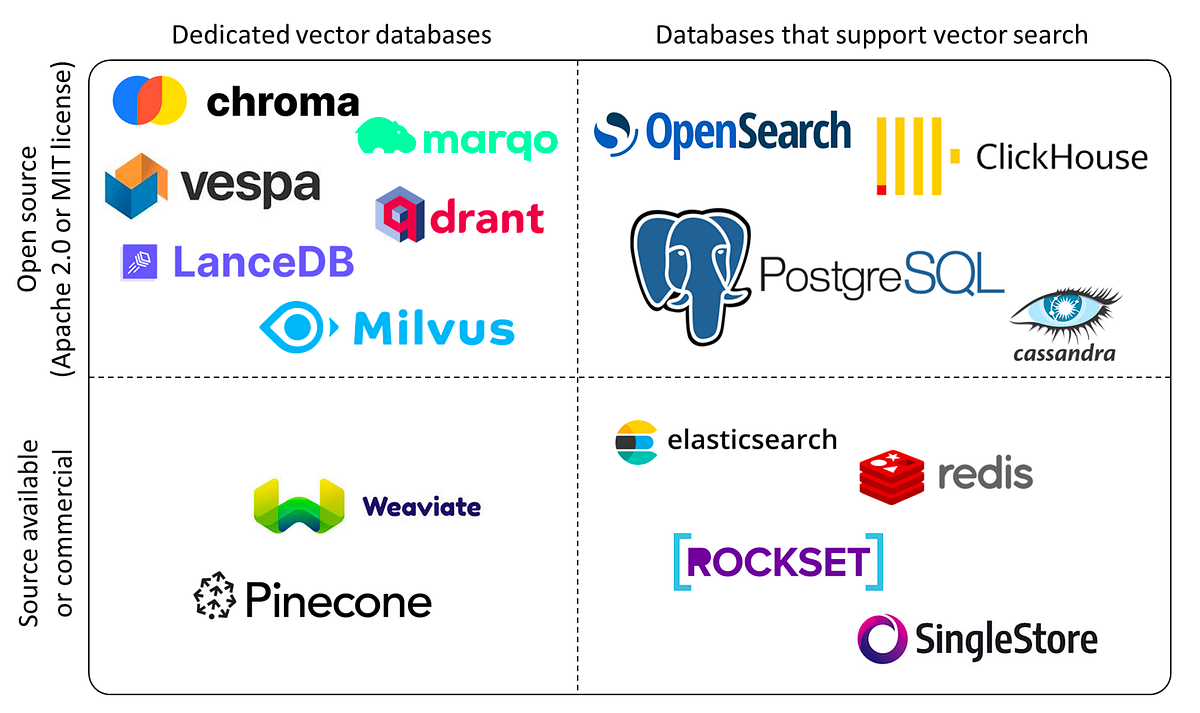 Dedicated vector databases
Databases that support vector search
Open source
(Apache 2.0 or MIT license)
chroma
marqo
vespa
qdrant
LanceDB
Milvus
OpenSearch
ClickHouse
PostgreSQL
cassandra
Source available
or commercial
Weaviate
Pinecone
elasticsearch
redis
[ROCKSET]
SingleStore